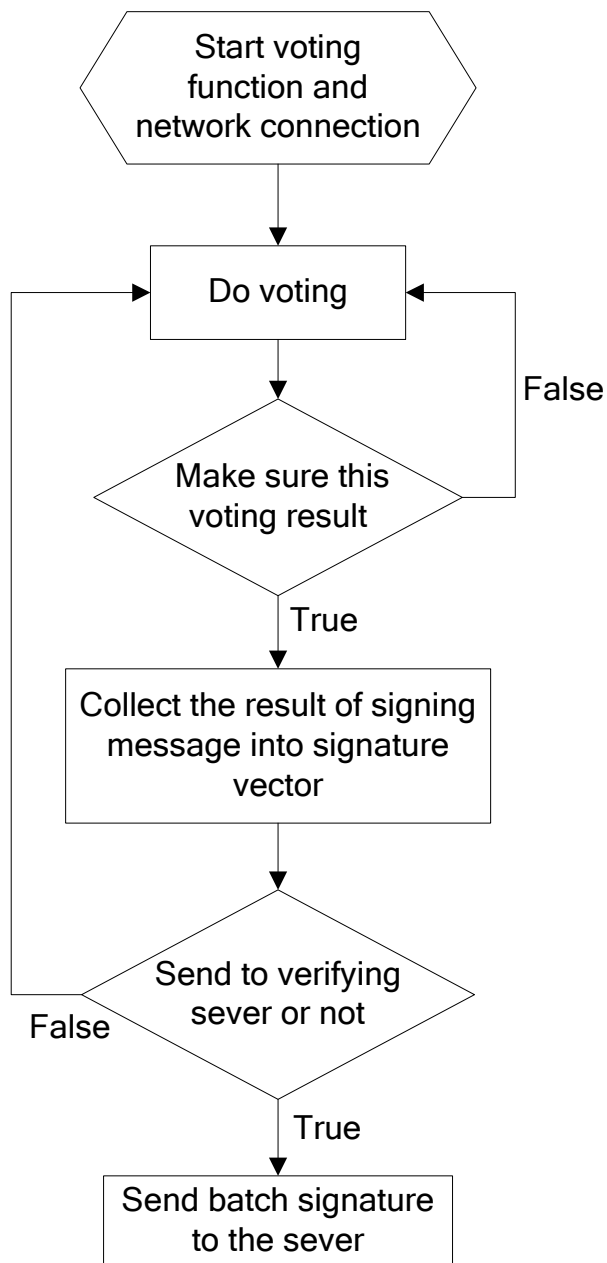 Start voting
function and
network connection
Do voting
False
Make sure this
voting result
True
Collect the result of signing
message into signature
vector
Send to verifying
sever or not
False
True
Send batch signature
to the sever